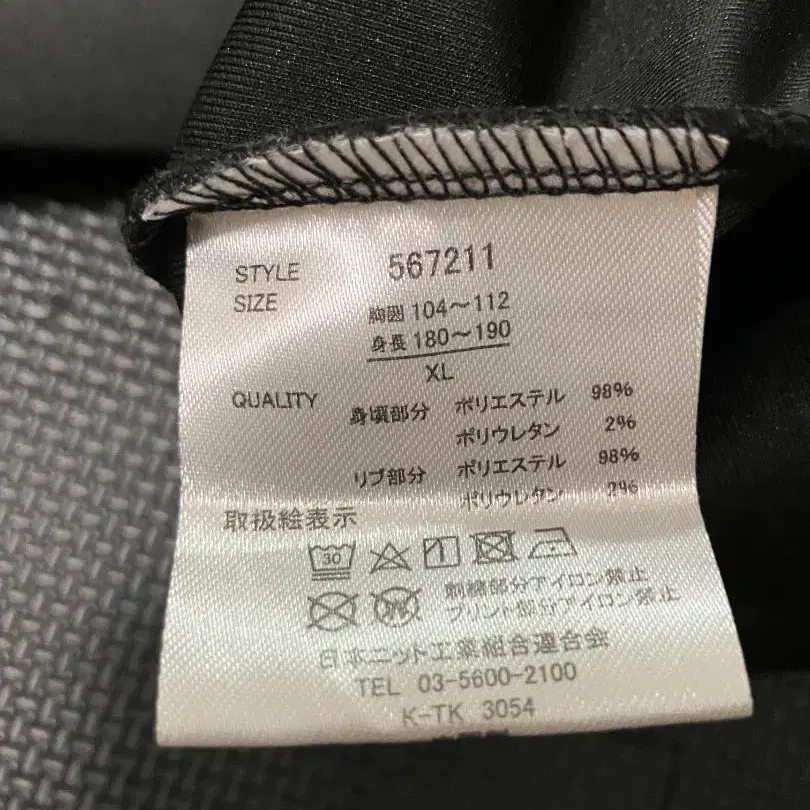 STYLE 567211
SIZE 胸囲 104～112
身長 180～190
XL
QUALITY 身頃部分 ポリエステル 98%
ポリウレタン 2%
リブ部分 ポリエステル 98%
ポリウレタン 2%
取扱絵表示
30
刺繍部分アイロン禁止
プリント部分アイロン禁止
日本ニット工業組合連合会
TEL 03-5600-2100
K-TK 3054